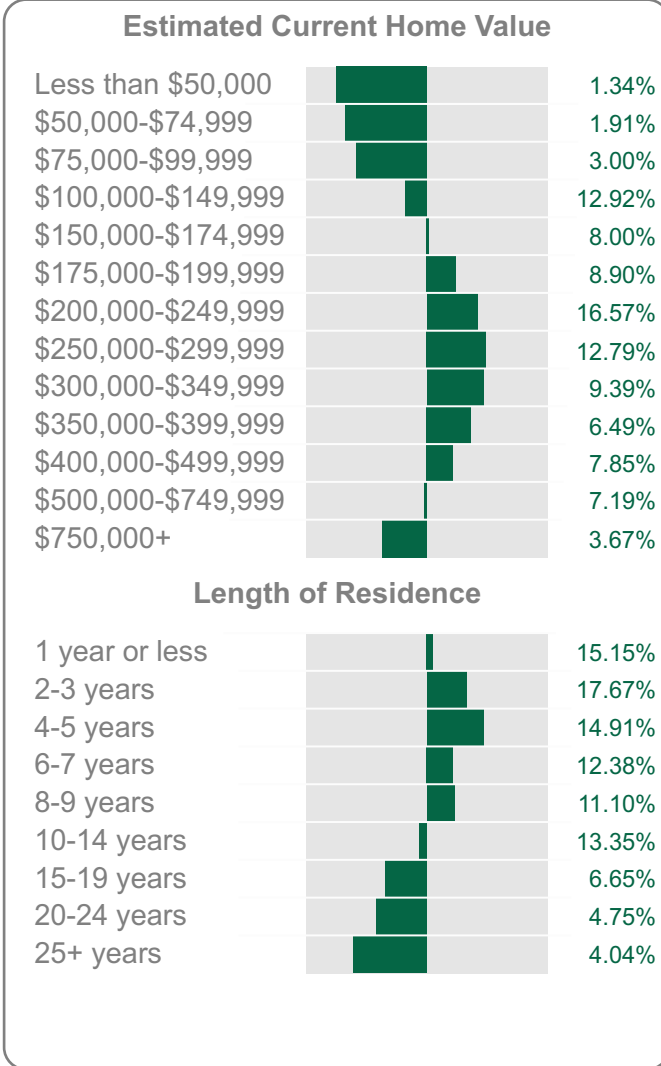 Estimated Current Home Value
Less than $50,000 1.34%
$50,000-$74,999 1.91%
$75,000-$99,999 3.00%
$100,000-$149,999 12.92%
$150,000-$174,999 8.00%
$175,000-$199,999 8.90%
$200,000-$249,999 16.57%
$250,000-$299,999 12.79%
$300,000-$349,999 9.39%
$350,000-$399,999 6.49%
$400,000-$499,999 7.85%
$500,000-$749,999 7.19%
$750,000+ 3.67%
Length of Residence
1 year or less 15.15%
2-3 years 17.67%
4-5 years 14.91%
6-7 years 12.38%
8-9 years 11.10%
10-14 years 13.35%
15-19 years 6.65%
20-24 years 4.75%
25+ years 4.04%